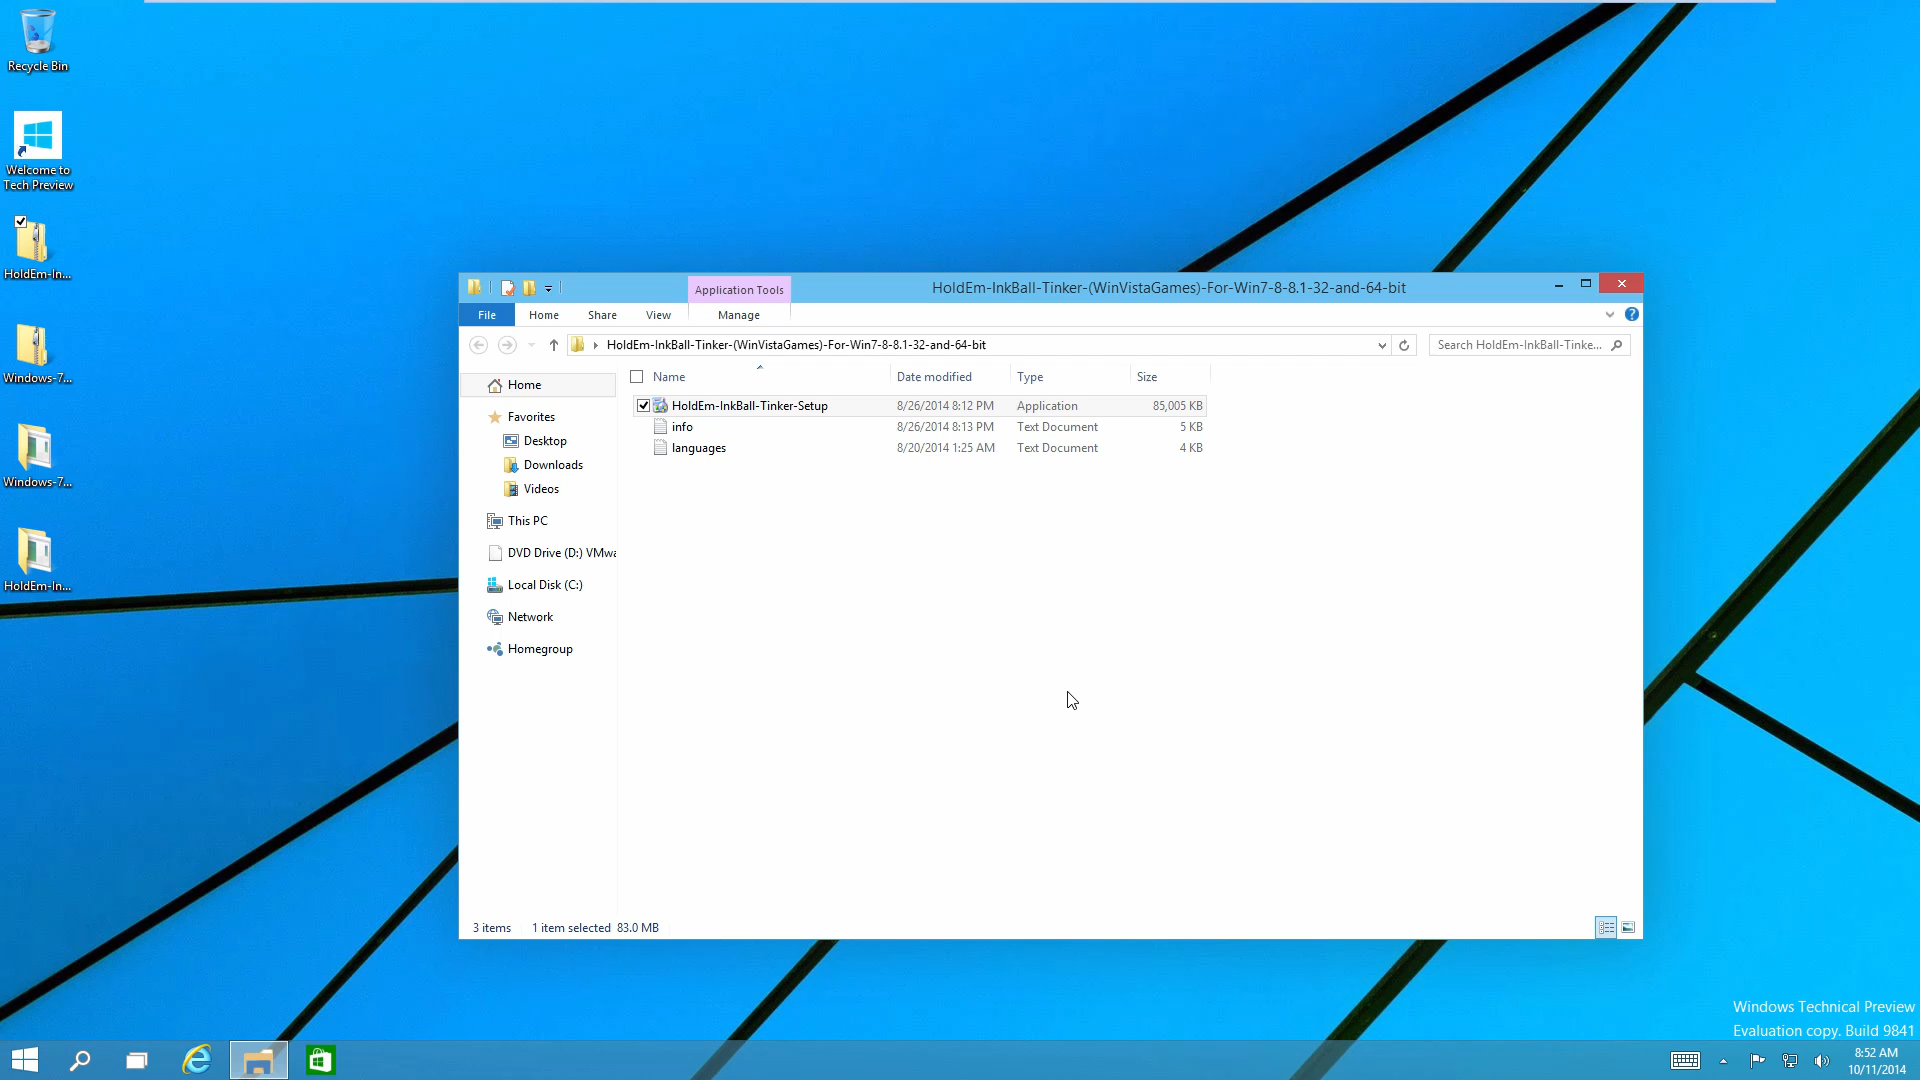 Recycle Bin
Welcome to
Tech Preview
HoldEm-In...
Windows-7...
Windows-7...
HoldEm-In...
Application Tools
HoldEm-InkBall-Tinker-(WinVistaGames)-For-Win7-8-8.1-32-and-64-bit
File Home Share View Manage
HoldEm-InkBall-Tinker-(WinVistaGames)-For-Win7-8-8.1-32-and-64-bit
Search HoldEm-InkBall-Tinke...
Home
Favorites
Desktop
Downloads
Videos
This PC
DVD Drive (D:) VMwa
Local Disk (C:)
Network
Homegroup
Name Date modified Type Size
HoldEm-InkBall-Tinker-Setup 8/26/2014 8:12 PM Application 85,005 KB
info 8/26/2014 8:13 PM Text Document 5 KB
languages 8/20/2014 1:25 AM Text Document 4 KB
3 items 1 item selected 83.0 MB
Windows Technical Preview
Evaluation copy. Build 9841
8:52 AM
10/11/2014